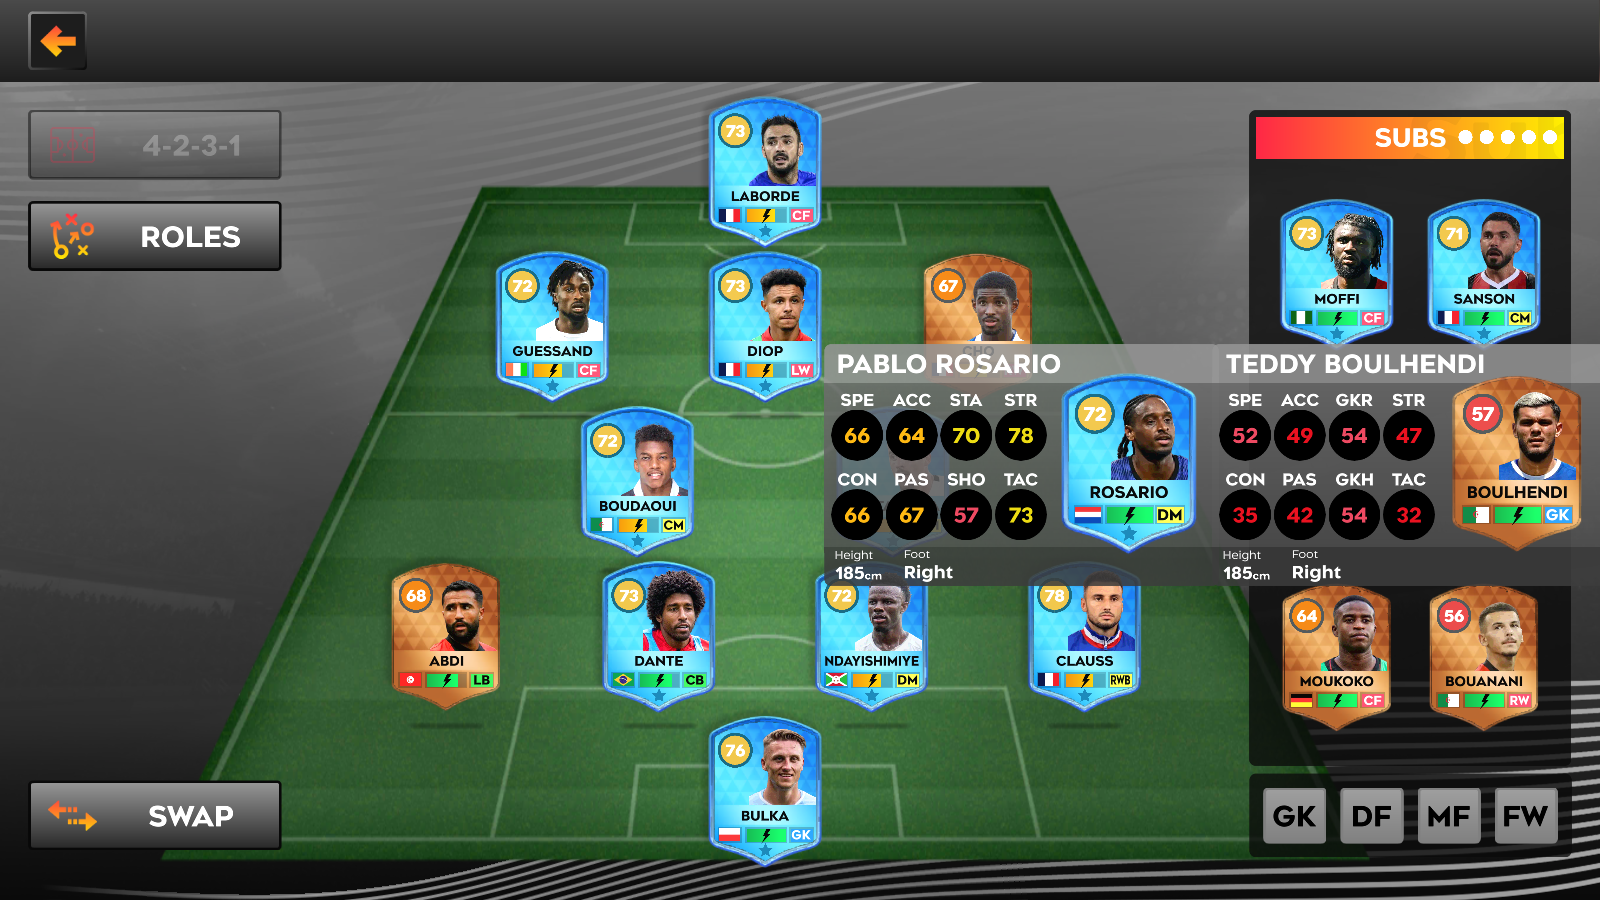 4-2-3-1
ROLES
SWAP
73
LABORDE
CF
72
GUESSAND
CF
73
DIOP
LW
67
CHO
72
BOUDAOUI
CM
68
ABDI
LB
73
DANTE
CB
72
NDAYISHIMIYE
DM
78
CLAUSS
RWB
76
BULKA
GK
SUBS
73
MOFFI
CF
71
SANSON
CM
PABLO ROSARIO
SPE ACC STA STR
66 64 70 78
CON PAS SHO TAC
66 67 57 73
Height Foot
185cm Right
72
ROSARIO
DM
TEDDY BOULHENDI
SPE ACC GKR STR
52 49 54 47
CON PAS GKH TAC
35 42 54 32
Height Foot
185cm Right
57
BOULHENDI
GK
64
MOUKOKO
CF
56
BOUANANI
RW
GK DF MF FW